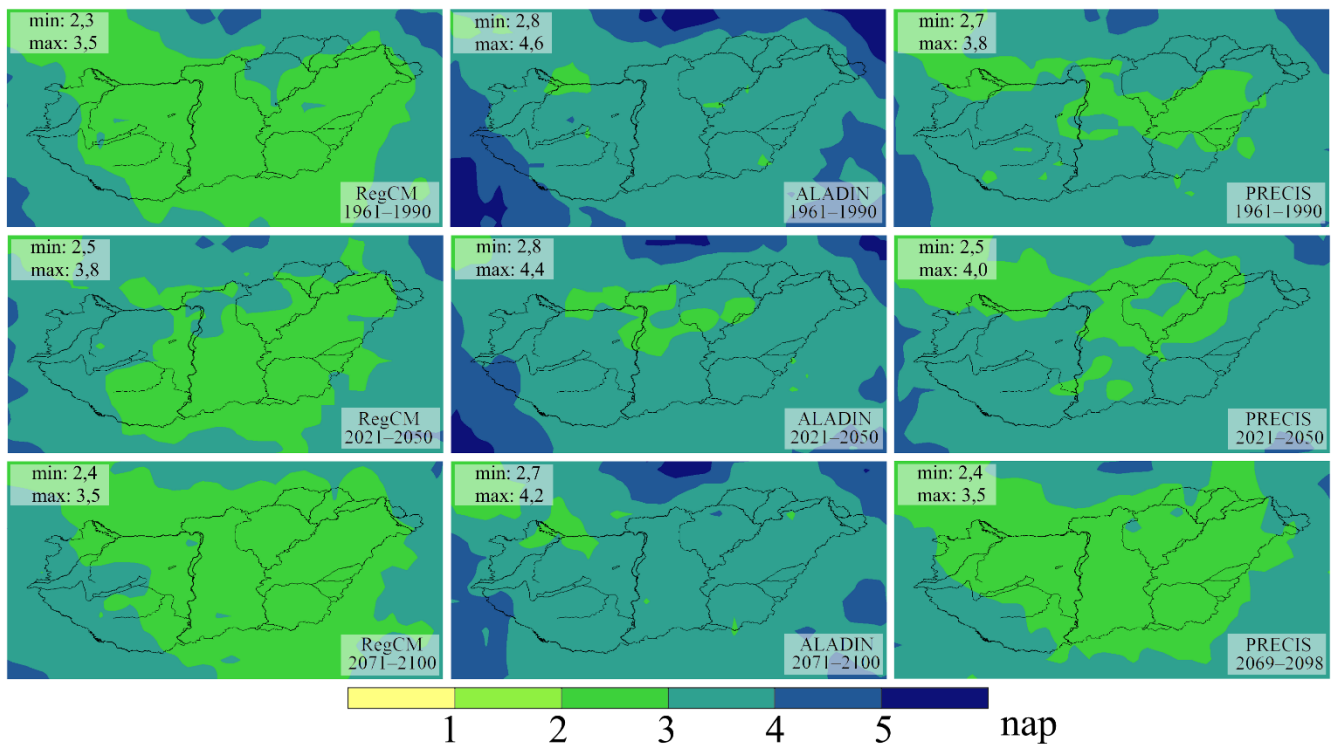 min: 2,3
max: 3,5
RegCM
1961–1990
min: 2,8
max: 4,6
ALADIN
1961–1990
min: 2,7
max: 3,8
PRECIS
1961–1990
min: 2,5
max: 3,8
RegCM
2021–2050
min: 2,8
max: 4,4
ALADIN
2021–2050
min: 2,5
max: 4,0
PRECIS
2021–2050
min: 2,4
max: 3,5
RegCM
2071–2100
min: 2,7
max: 4,2
ALADIN
2071–2100
min: 2,4
max: 3,5
PRECIS
2069–2098
1 2 3 4 5 nap